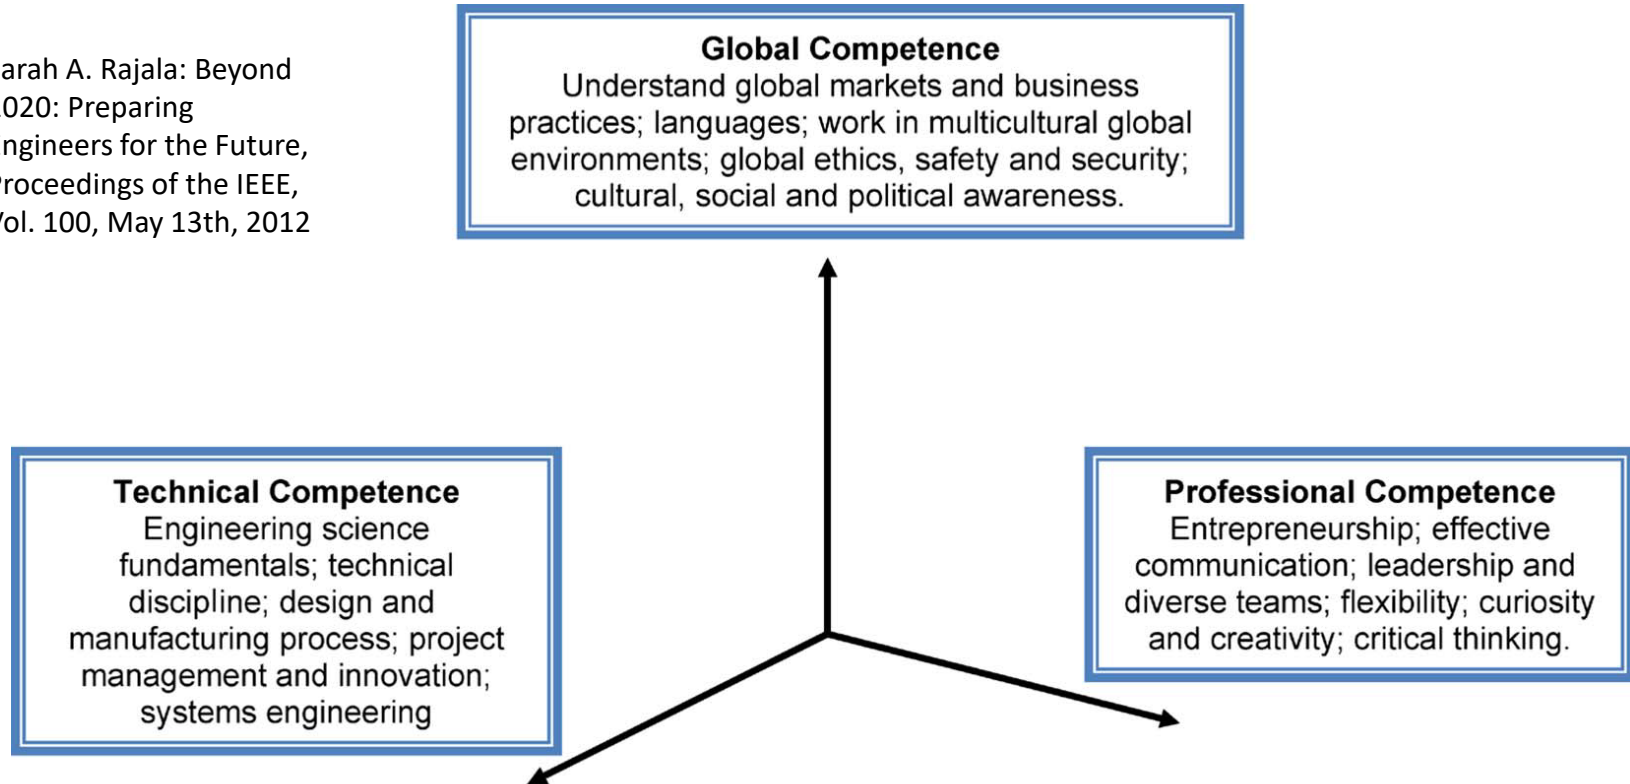 arah A. Rajala: Beyond
020: Preparing
ngineers for the Future,
Proceedings of the IEEE,
Vol. 100, May 13th, 2012
Global Competence
Understand global markets and business
practices; languages; work in multicultural global
environments; global ethics, safety and security;
cultural, social and political awareness.
Technical Competence
Engineering science
fundamentals; technical
discipline; design and
manufacturing process; project
management and innovation;
systems engineering
Professional Competence
Entrepreneurship; effective
communication; leadership and
diverse teams; flexibility; curiosity
and creativity; critical thinking.